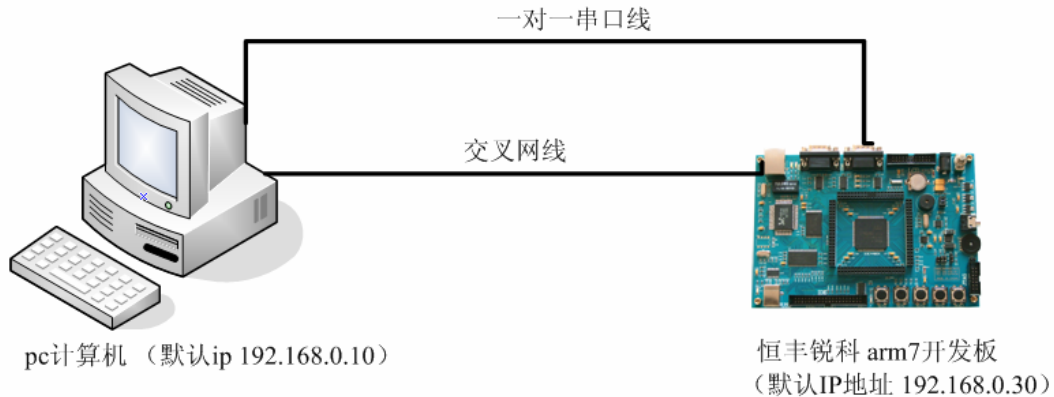 一对一串口线
交叉网线
pc计算机 （默认ip 192.168.0.10）
恒丰锐科 arm7开发板
（默认IP地址 192.168.0.30）